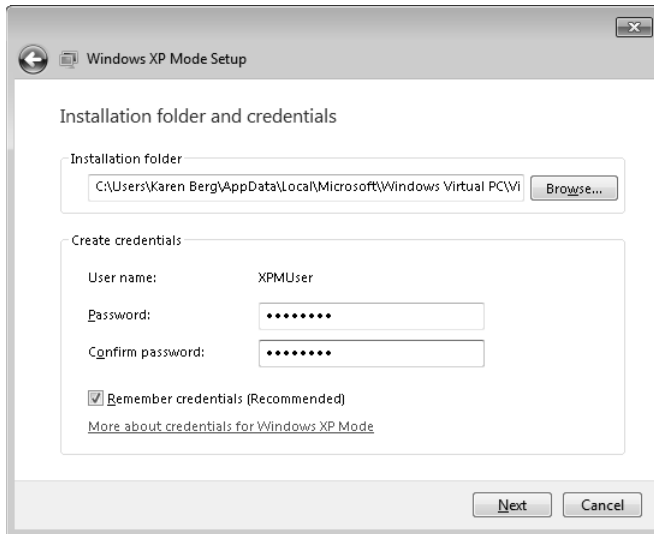 Windows XP Mode Setup
Installation folder and credentials
Installation folder
C:\Users\Karen Berg\AppData\Local\Microsoft\Windows Virtual PC\Vi
Browse...
Create credentials
User name: XPMUser
Password: ••••••••
Confirm password: ••••••••
Remember credentials (Recommended)
More about credentials for Windows XP Mode
Next Cancel